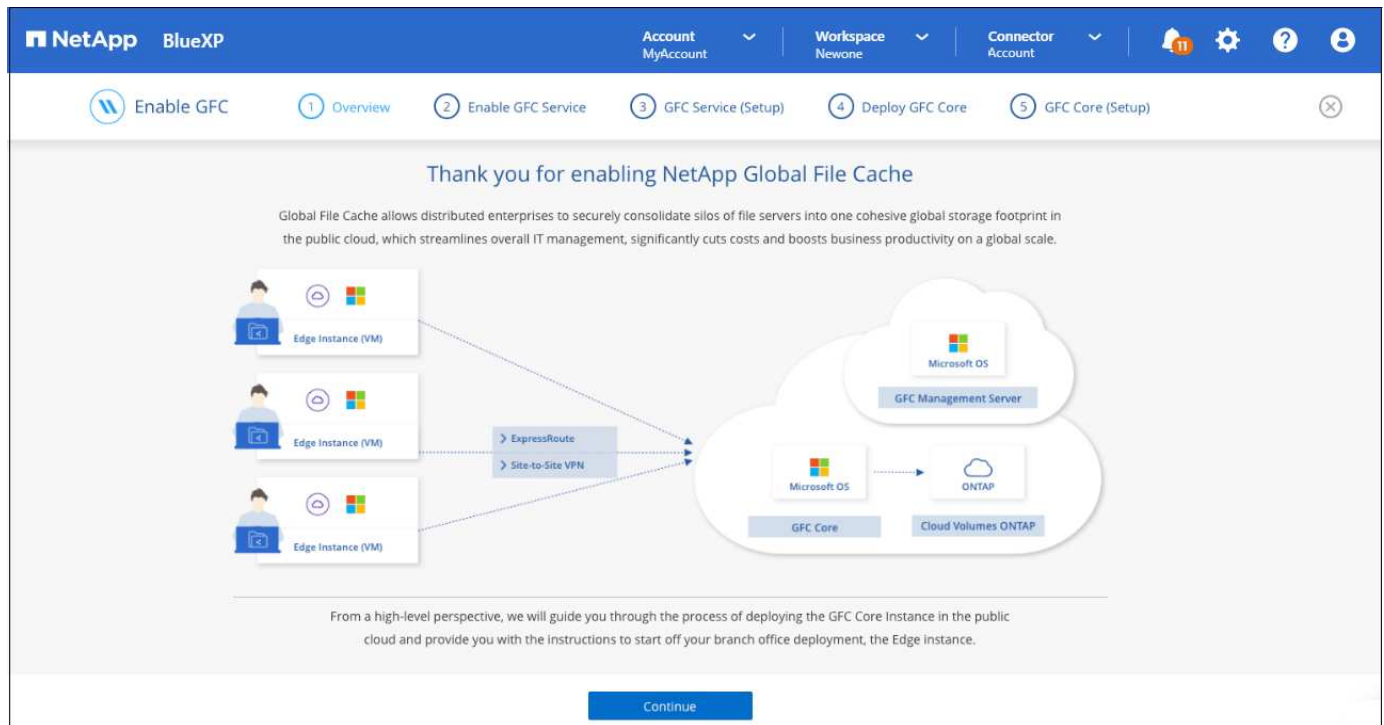 NetApp BlueXP
Account
MyAccount
Workspace
Newone
Connector
Account
11
?
Enable GFC
1 Overview
2 Enable GFC Service
3 GFC Service (Setup)
4 Deploy GFC Core
5 GFC Core (Setup)
Thank you for enabling NetApp Global File Cache
Global File Cache allows distributed enterprises to securely consolidate silos of file servers into one cohesive global storage footprint in
the public cloud, which streamlines overall IT management, significantly cuts costs and boosts business productivity on a global scale.
Edge Instance (VM)
Edge Instance (VM)
Edge Instance (VM)
ExpressRoute
Site-to-Site VPN
Microsoft OS
GFC Management Server
Microsoft OS
GFC Core
ONTAP
Cloud Volumes ONTAP
From a high-level perspective, we will guide you through the process of deploying the GFC Core Instance in the public
cloud and provide you with the instructions to start off your branch office deployment, the Edge instance.
Continue